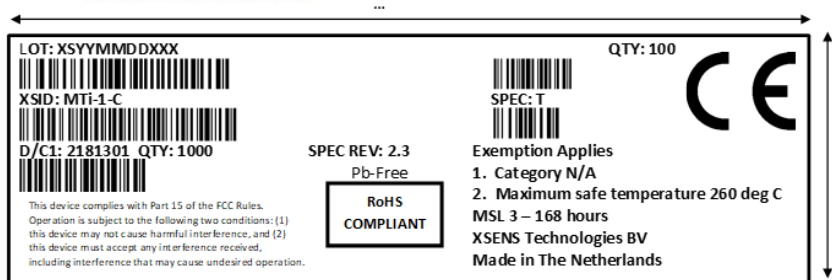 ...
LOT: XSYYMMDDXXX
QTY: 100
XSID: MTi-1-C
SPEC: T
CE
D/C1: 2181301 QTY: 1000
SPEC REV: 2.3
Pb-Free
RoHS
COMPLIANT
Exemption Applies
1. Category N/A
2. Maximum safe temperature 260 deg C
MSL 3 – 168 hours
XSENS Technologies BV
Made in The Netherlands
This device complies with Part 15 of the FCC Rules.
Operation is subject to the following two conditions: (1)
this device may not cause harmful interference, and (2)
this device must accept any interference received,
including interference that may cause undesired operation.